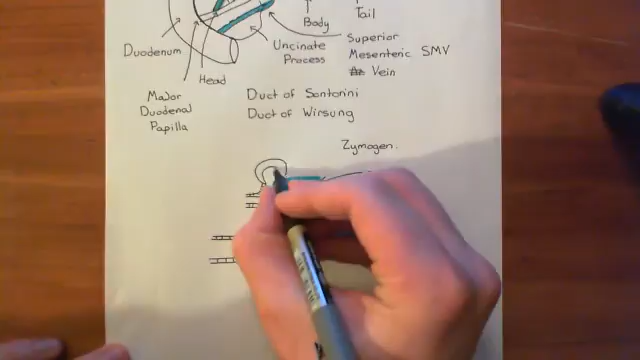 Tail
Body
Duodenum
Uncinate
Process
Superior
Mesenteric SMV
Vein
Head
Major
Duodenal
Papilla
Duct of Santorini
Duct of Wirsung
Zymogen.